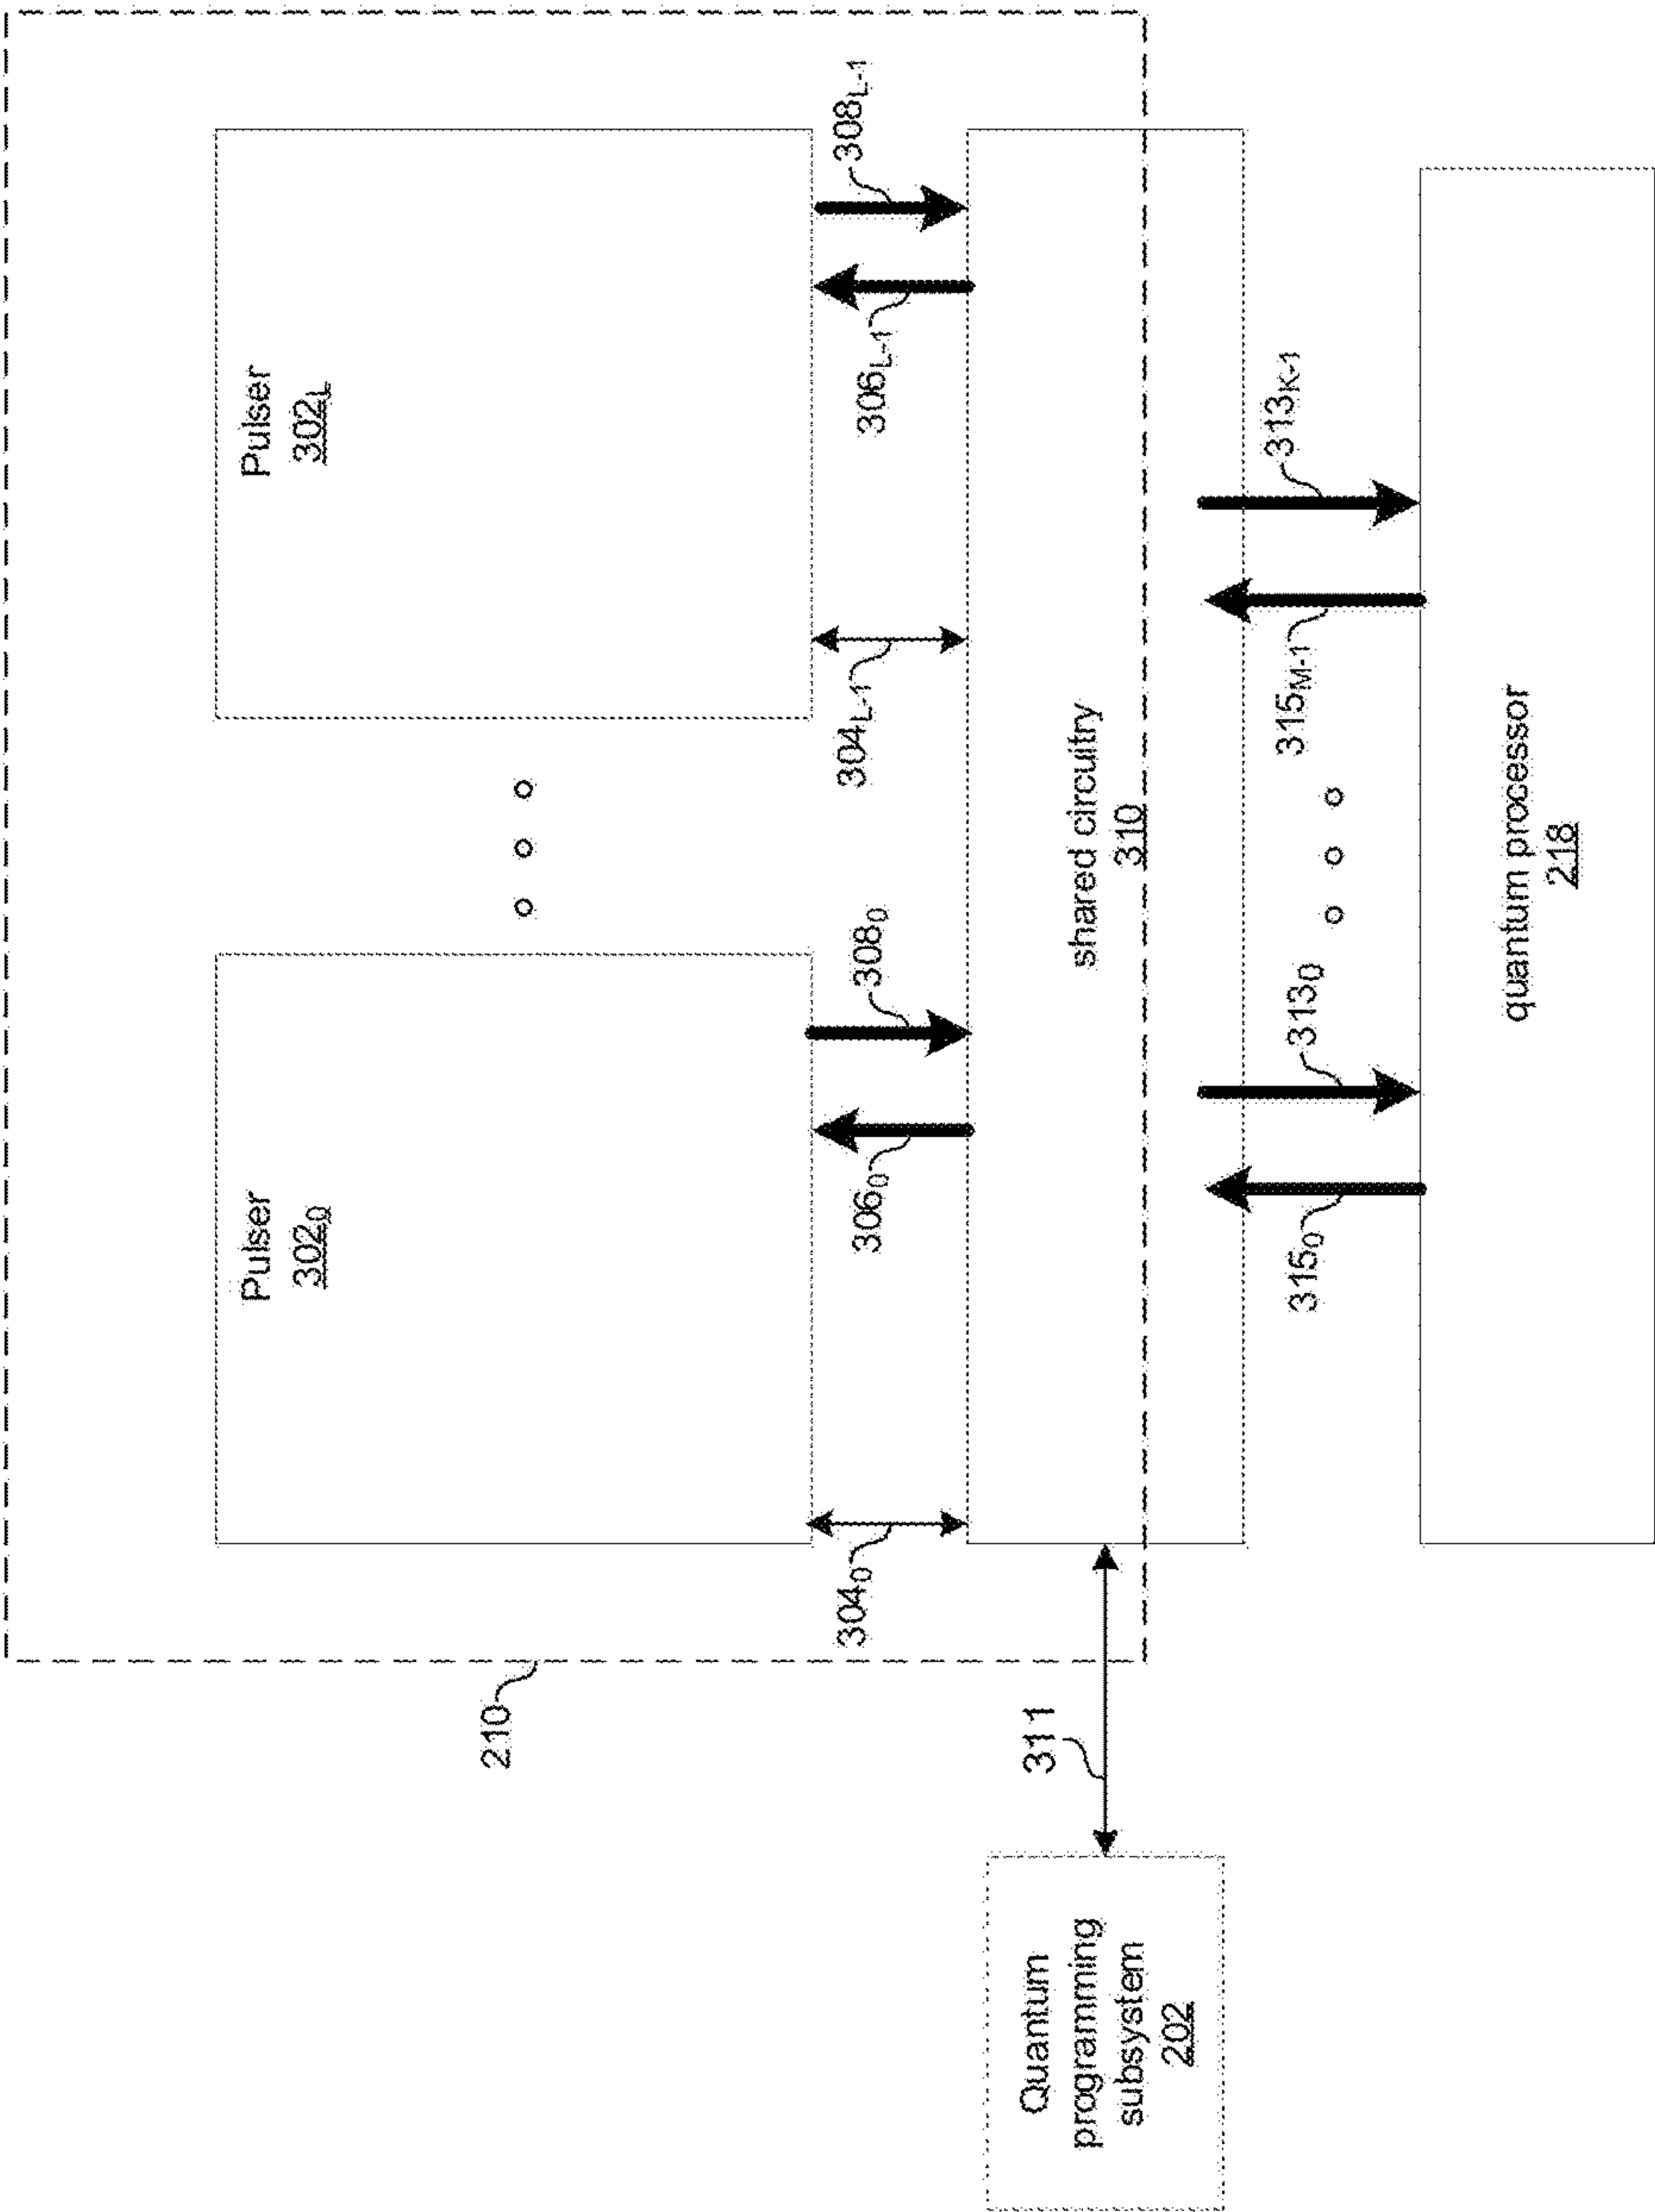 210
Pulser
302₀
Pulser
302L
304₀
306₀
308₀
304L-1
306L-1
308L-1
311
Quantum
programming
subsystem
202
shared circuitry
310
315₀
313₀
315M-1
313K-1
quantum processor
218